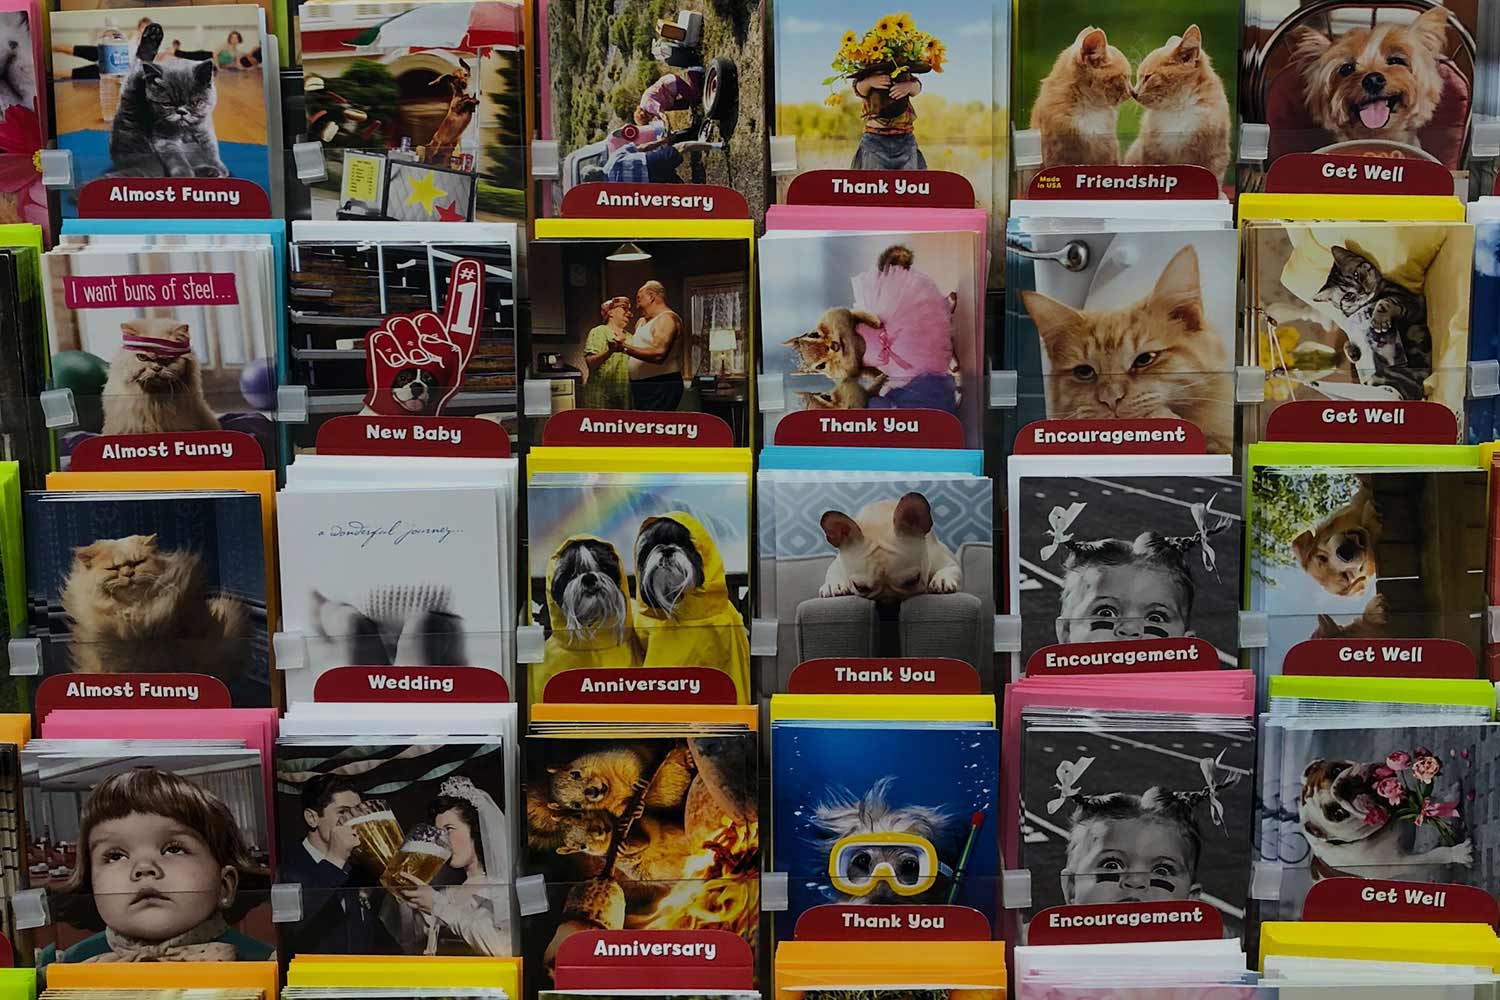 Almost Funny
Anniversary
Thank You
Made
in USA
Friendship
Get Well
I want buns of steel...
Almost Funny
#1
New Baby
Anniversary
Thank You
Encouragement
Get Well
Almost Funny
a wonderful journey...
Wedding
Anniversary
Thank You
Encouragement
Get Well
Anniversary
Thank You
Encouragement
Get Well